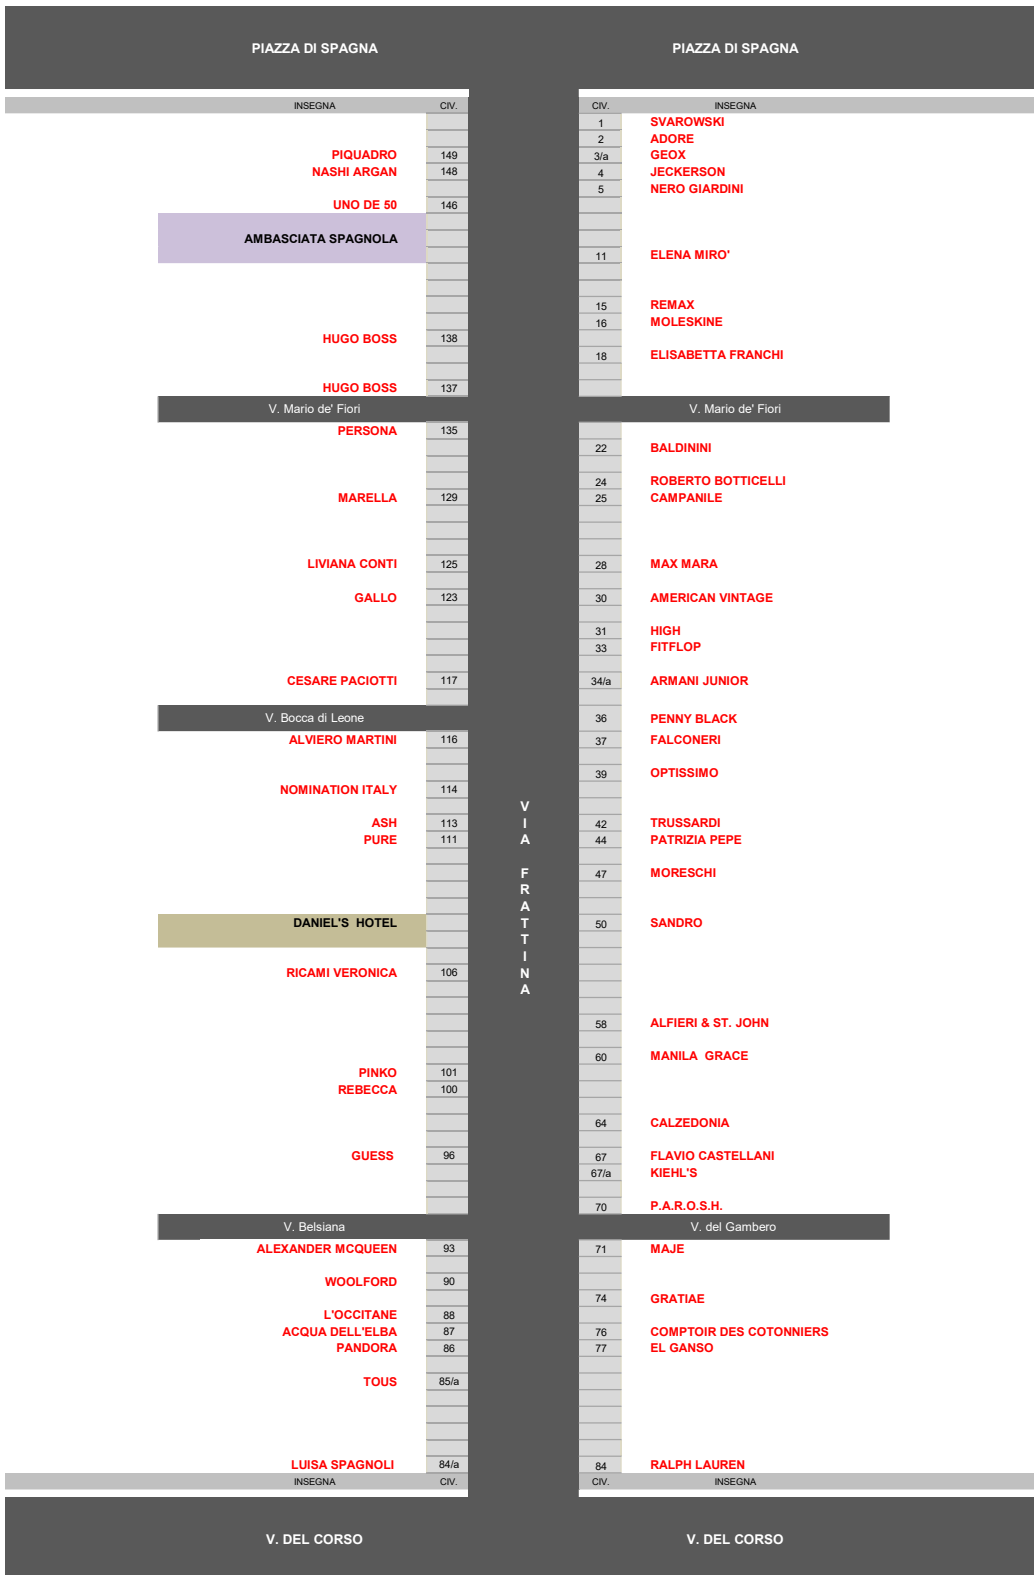 PIAZZA DI SPAGNA PIAZZA DI SPAGNA
INSEGNA CIV. CIV. INSEGNA
1 SVAROWSKI
2 ADORE
PIQUADRO 149 3/a GEOX
NASHI ARGAN 148 4 JECKERSON
5 NERO GIARDINI
UNO DE 50 146
AMBASCIATA SPAGNOLA
11 ELENA MIRO'
15 REMAX
16 MOLESKINE
HUGO BOSS 138
18 ELISABETTA FRANCHI
HUGO BOSS 137
V. Mario de' Fiori V. Mario de' Fiori
PERSONA 135
22 BALDININI
24 ROBERTO BOTTICELLI
MARELLA 129 25 CAMPANILE
LIVIANA CONTI 125 28 MAX MARA
GALLO 123 30 AMERICAN VINTAGE
31 HIGH
33 FITFLOP
CESARE PACIOTTI 117 34/a ARMANI JUNIOR
V. Bocca di Leone 36 PENNY BLACK
ALVIERO MARTINI 116 37 FALCONERI
39 OPTISSIMO
NOMINATION ITALY 114
VIA FRATTINA
ASH 113 42 TRUSSARDI
PURE 111 44 PATRIZIA PEPE
47 MORESCHI
DANIEL'S HOTEL 50 SANDRO
RICAMI VERONICA 106
58 ALFIERI & ST. JOHN
60 MANILA GRACE
PINKO 101
REBECCA 100
64 CALZEDONIA
GUESS 96 67 FLAVIO CASTELLANI
67/a KIEHL'S
70 P.A.R.O.S.H.
V. Belsiana V. del Gambero
ALEXANDER MCQUEEN 93 71 MAJE
WOOLFORD 90
74 GRATIAE
L'OCCITANE 88
ACQUA DELL'ELBA 87 76 COMPTOIR DES COTONNIERS
PANDORA 86 77 EL GANSO
TOUS 85/a
LUISA SPAGNOLI 84/a 84 RALPH LAUREN
INSEGNA CIV. CIV. INSEGNA
V. DEL CORSO V. DEL CORSO